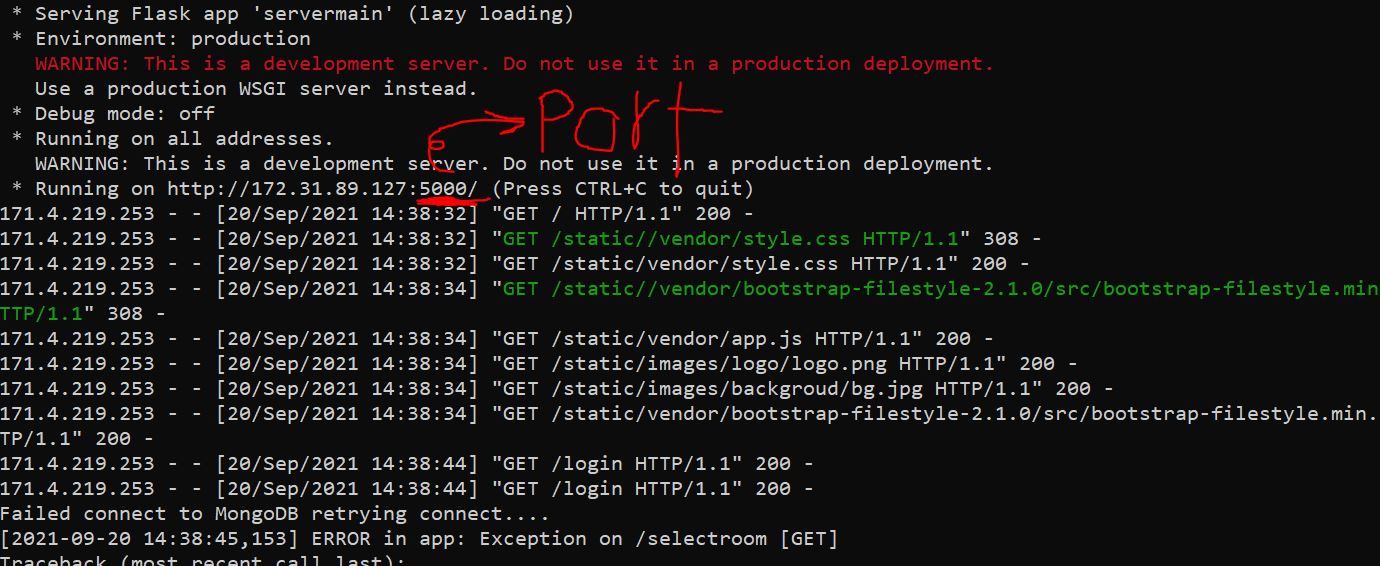 * Serving Flask app 'servermain' (lazy loading)
* Environment: production
WARNING: This is a development server. Do not use it in a production deployment.
Use a production WSGI server instead.
* Debug mode: off
Port
* Running on all addresses.
WARNING: This is a development server. Do not use it in a production deployment.
* Running on http://172.31.89.127:5000/ (Press CTRL+C to quit)
171.4.219.253 - - [20/Sep/2021 14:38:32] "GET / HTTP/1.1" 200 -
171.4.219.253 - - [20/Sep/2021 14:38:32] "GET /static//vendor/style.css HTTP/1.1" 308 -
171.4.219.253 - - [20/Sep/2021 14:38:32] "GET /static/vendor/style.css HTTP/1.1" 200 -
171.4.219.253 - - [20/Sep/2021 14:38:34] "GET /static//vendor/bootstrap-filestyle-2.1.0/src/bootstrap-filestyle.min
TTP/1.1" 308 -
171.4.219.253 - - [20/Sep/2021 14:38:34] "GET /static/vendor/app.js HTTP/1.1" 200 -
171.4.219.253 - - [20/Sep/2021 14:38:34] "GET /static/images/logo/logo.png HTTP/1.1" 200 -
171.4.219.253 - - [20/Sep/2021 14:38:34] "GET /static/images/backgroud/bg.jpg HTTP/1.1" 200 -
171.4.219.253 - - [20/Sep/2021 14:38:34] "GET /static/vendor/bootstrap-filestyle-2.1.0/src/bootstrap-filestyle.min.
TP/1.1" 200 -
171.4.219.253 - - [20/Sep/2021 14:38:44] "GET /login HTTP/1.1" 200 -
171.4.219.253 - - [20/Sep/2021 14:38:44] "GET /login HTTP/1.1" 200 -
Failed connect to MongoDB retrying connect....
[2021-09-20 14:38:45,153] ERROR in app: Exception on /selectroom [GET]
Traceback (most recent call last):